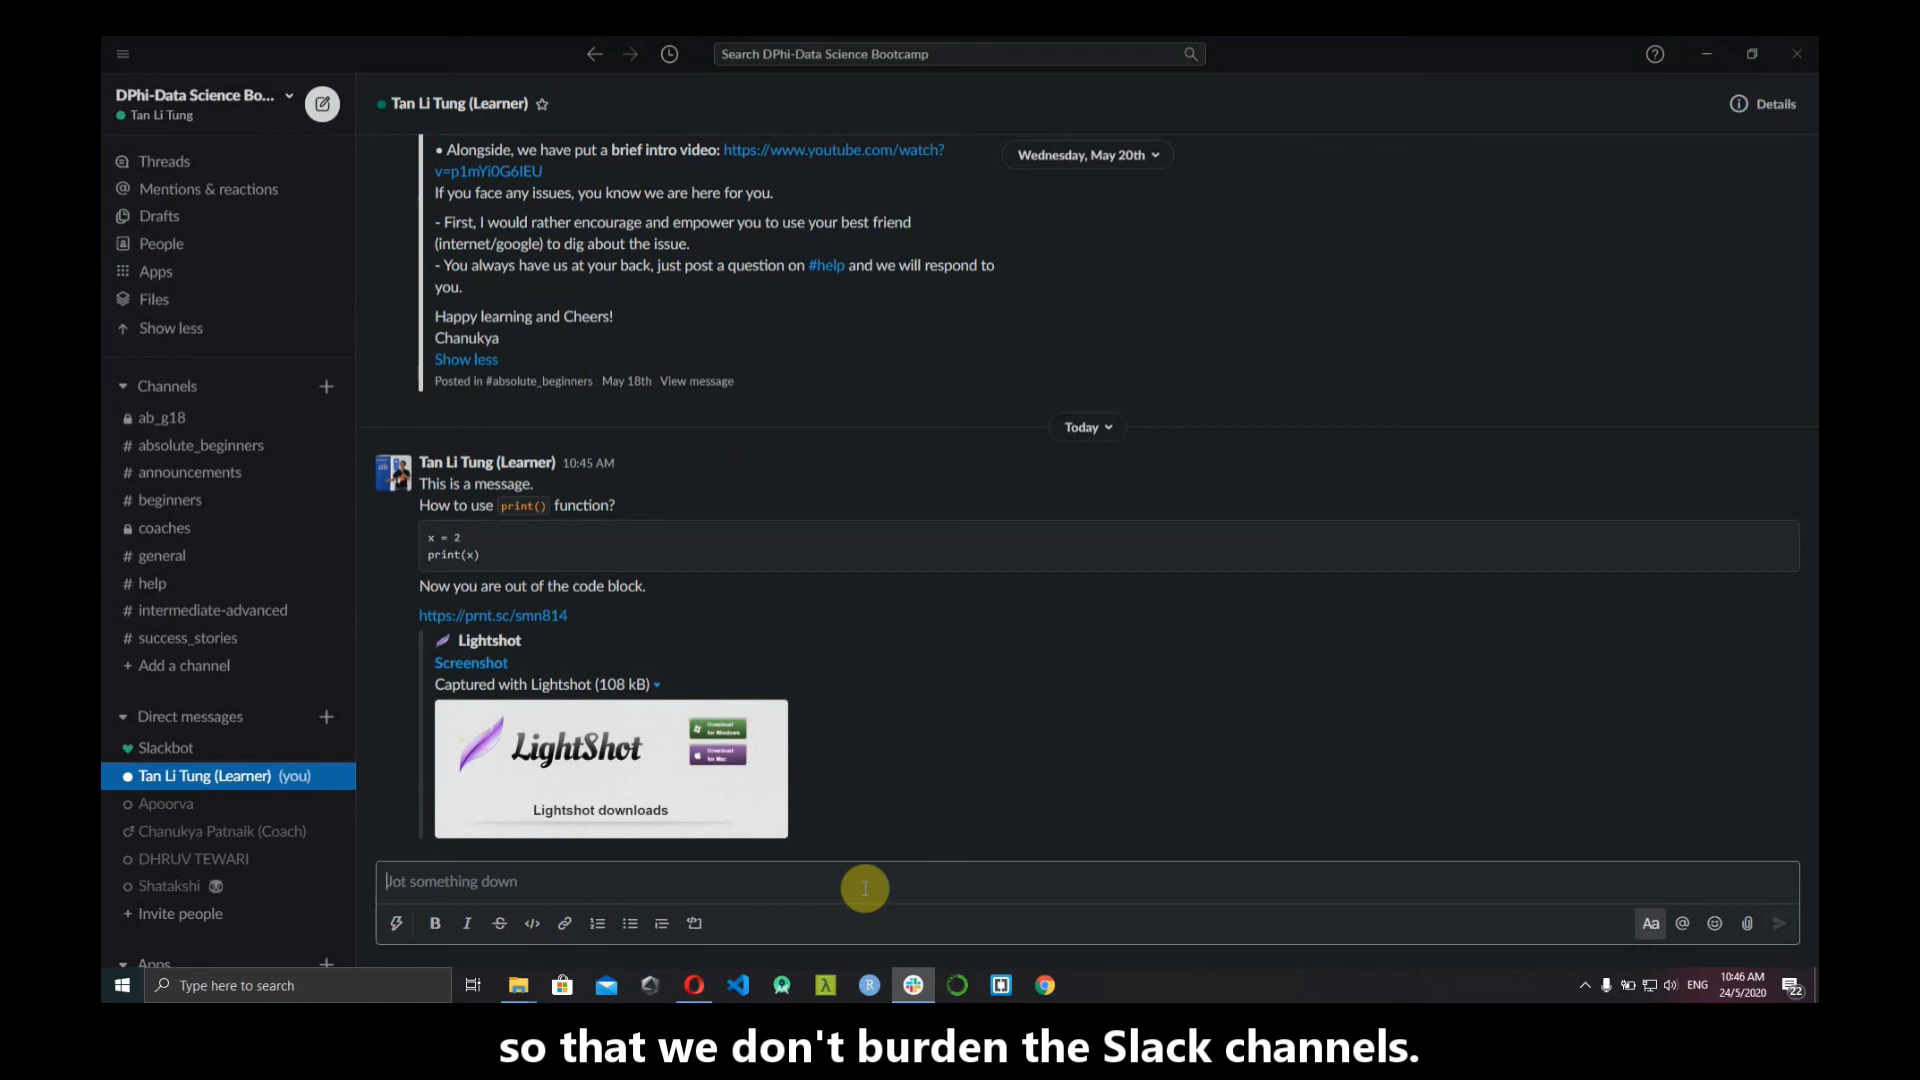 Search DPhi-Data Science Bootcamp
DPhi-Data Science Bo...
Tan Li Tung
Threads
Mentions & reactions
Drafts
People
Apps
Files
Show less
Channels
ab_g18
# absolute_beginners
# announcements
# beginners
coaches
# general
# help
# intermediate-advanced
# success_stories
+ Add a channel
Direct messages
Slackbot
Tan Li Tung (Learner) (you)
Apoorva
Chanukya Patnaik (Coach)
DHRUV TEWARI
Shatakshi
+ Invite people
Apps
Tan Li Tung (Learner)
Details
Wednesday, May 20th
• Alongside, we have put a brief intro video: https://www.youtube.com/watch?
v=p1mYi0G6IEU
If you face any issues, you know we are here for you.
- First, I would rather encourage and empower you to use your best friend
(internet/google) to dig about the issue.
- You always have us at your back, just post a question on #help and we will respond to
you.
Happy learning and Cheers!
Chanukya
Show less
Posted in #absolute_beginners May 18th View message
Today
Tan Li Tung (Learner) 10:45 AM
This is a message.
How to use print() function?
x = 2
print(x)
Now you are out of the code block.
https://prnt.sc/smn814
Lightshot
Screenshot
Captured with Lightshot (108 kB)
LightShot
Download
for Windows
Download
for Mac
Lightshot downloads
Jot something down
B I S </> Aa @
Type here to search
ENG
10:46 AM
24/5/2020
22
so that we don't burden the Slack channels.